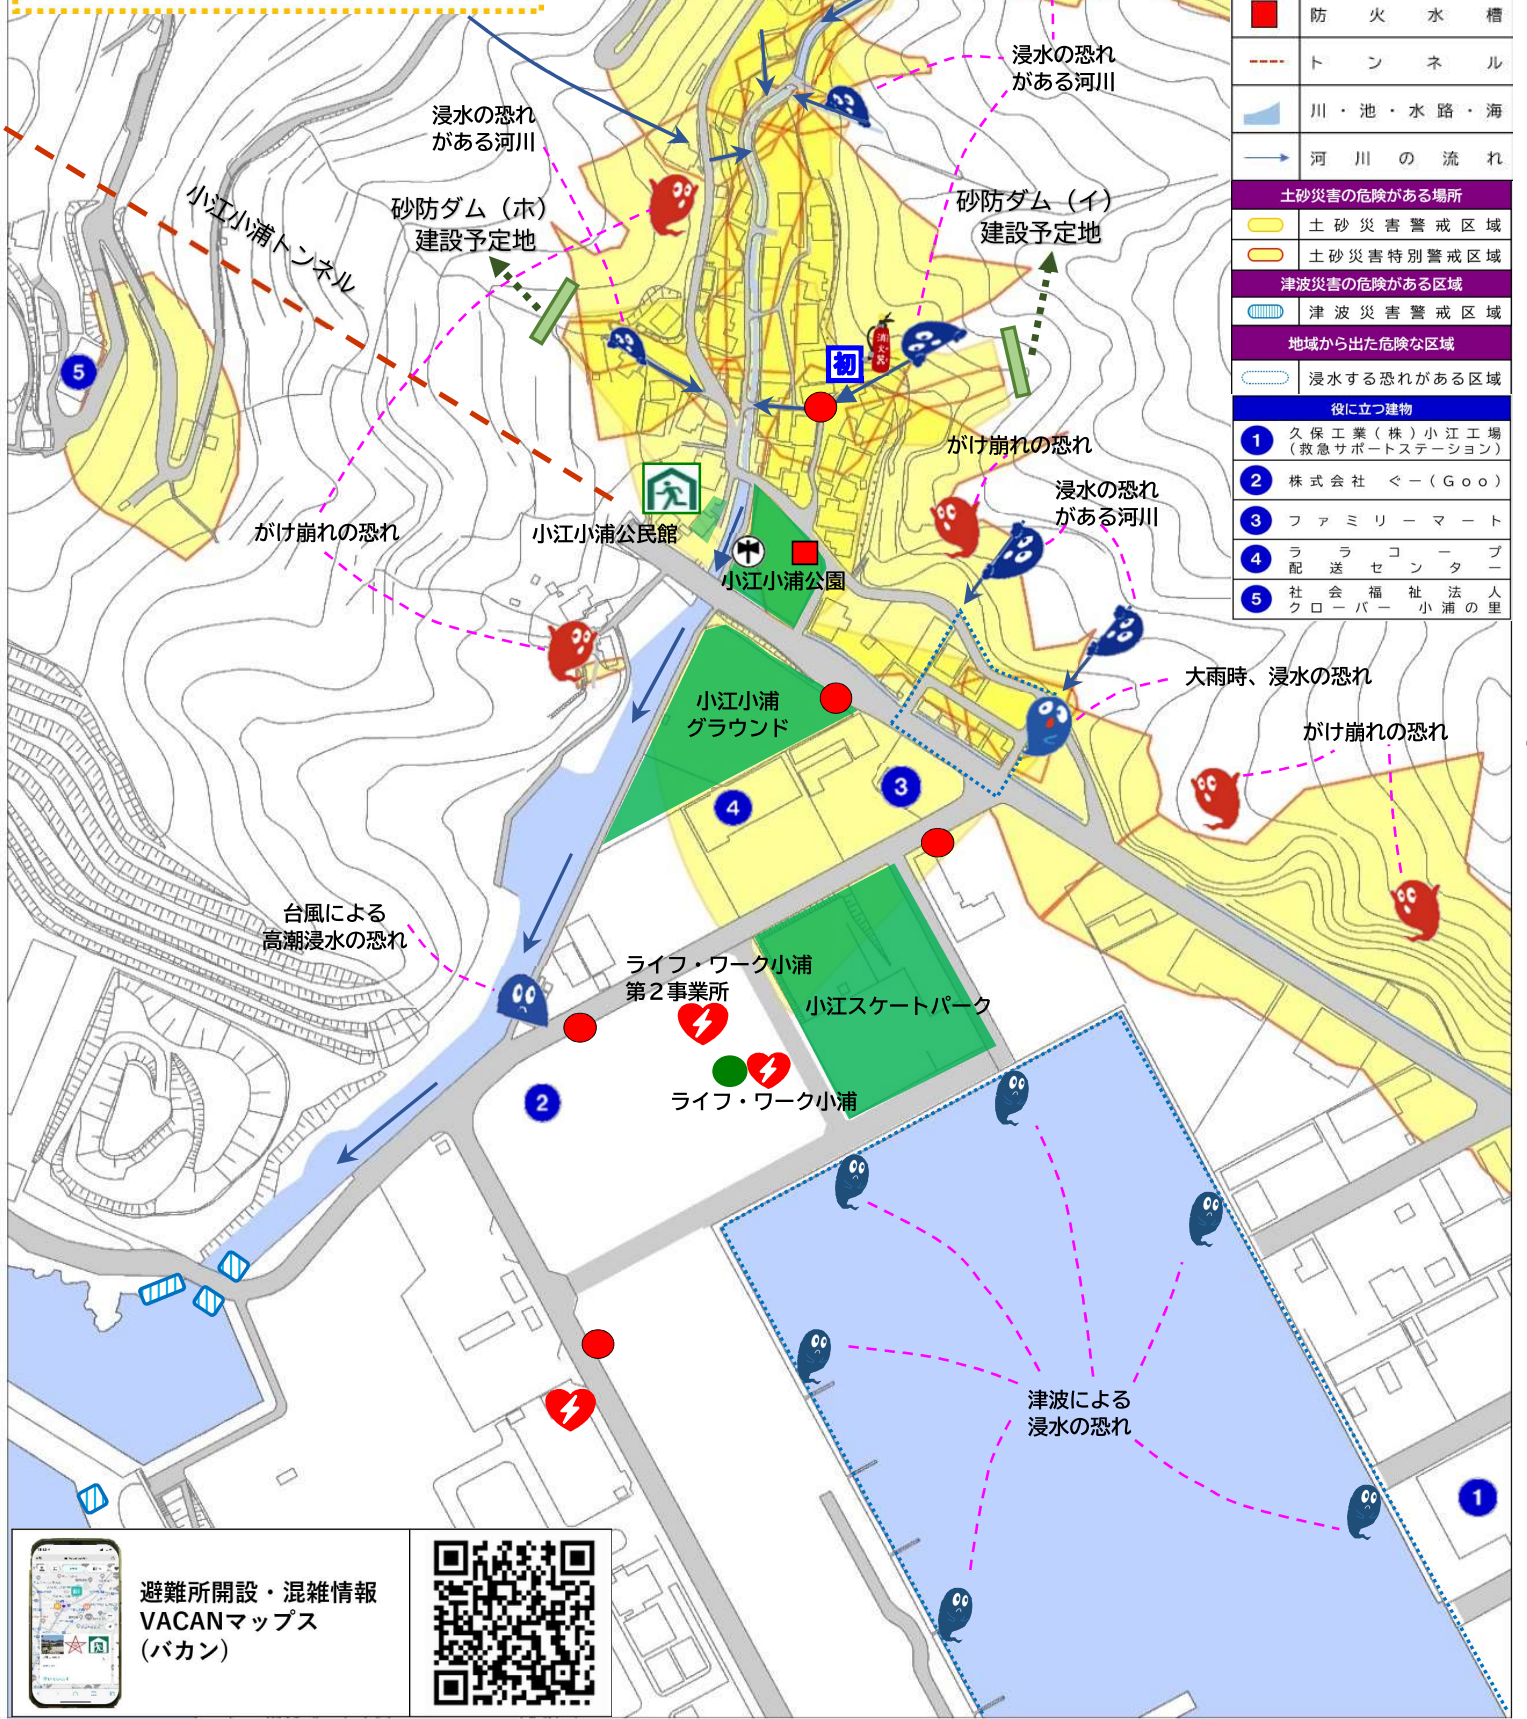 浸水の恐れ
がある河川
浸水の恐れ
がある河川
小江小浦トンネル
砂防ダム（ホ）
建設予定地
砂防ダム（イ）
建設予定地
消火箱
初
5
がけ崩れの恐れ
浸水の恐れ
がある河川
がけ崩れの恐れ
小江小浦公民館
小江小浦公園
大雨時、浸水の恐れ
小江小浦
グラウンド
がけ崩れの恐れ
3
4
台風による
高潮浸水の恐れ
ライフ・ワーク小浦
第２事業所
小江スケートパーク
2
ライフ・ワーク小浦
津波による
浸水の恐れ
1
防火水槽
トンネル
川・池・水路・海
河川の流れ
土砂災害の危険がある場所
土砂災害警戒区域
土砂災害特別警戒区域
津波災害の危険がある区域
津波災害警戒区域
地域から出た危険な区域
浸水する恐れがある区域
役に立つ建物
1 久保工業(株)小江工場
(救急サポートステーション)
2 株式会社 ぐー(Goo)
3 ファミリーマート
4 ララコープ
配送センター
5 社会福祉法人
クローバー 小浦の里
避難所開設・混雑情報
VACANマップス
(バカン)